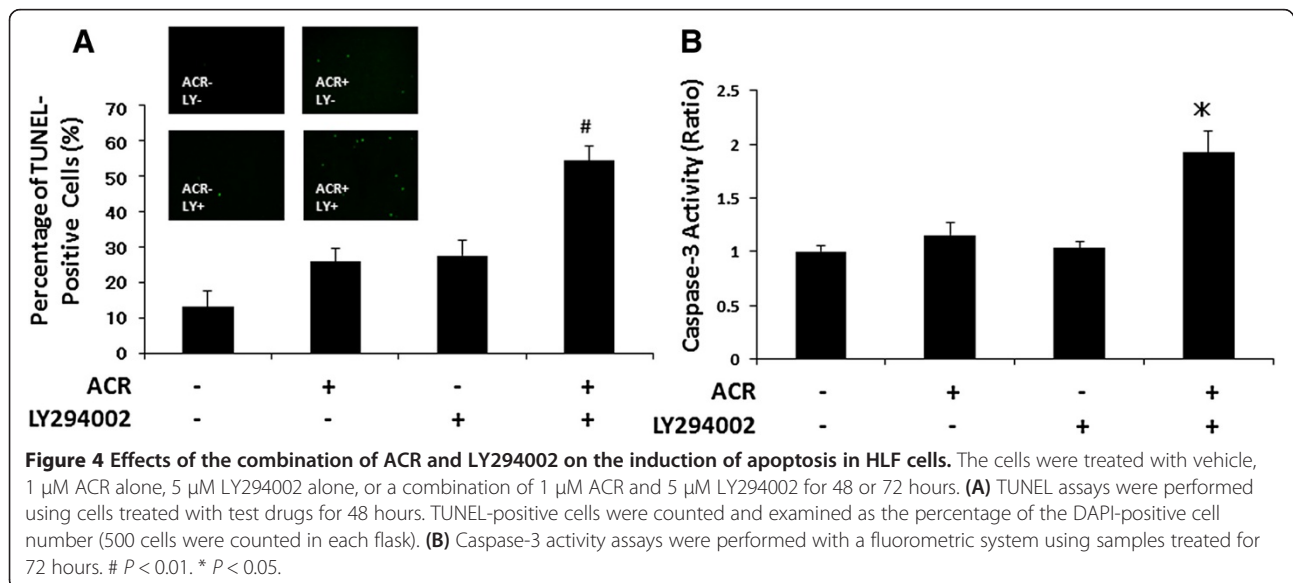 A
ACR-
LY-
ACR+
LY-
ACR-
LY+
ACR+
LY+
Percentage of TUNEL-
Positive Cells (%)
70
60
50
40
30
20
10
0
#
ACR - + - +
LY294002 - - + +
B
Caspase-3 Activity (Ratio)
2.5
2
1.5
1
0.5
0
*
ACR - + - +
LY294002 - - + +
Figure 4 Effects of the combination of ACR and LY294002 on the induction of apoptosis in HLF cells. The cells were treated with vehicle,
1 μM ACR alone, 5 μM LY294002 alone, or a combination of 1 μM ACR and 5 μM LY294002 for 48 or 72 hours. (A) TUNEL assays were performed
using cells treated with test drugs for 48 hours. TUNEL-positive cells were counted and examined as the percentage of the DAPI-positive cell
number (500 cells were counted in each flask). (B) Caspase-3 activity assays were performed with a fluorometric system using samples treated for
72 hours. # P < 0.01. * P < 0.05.